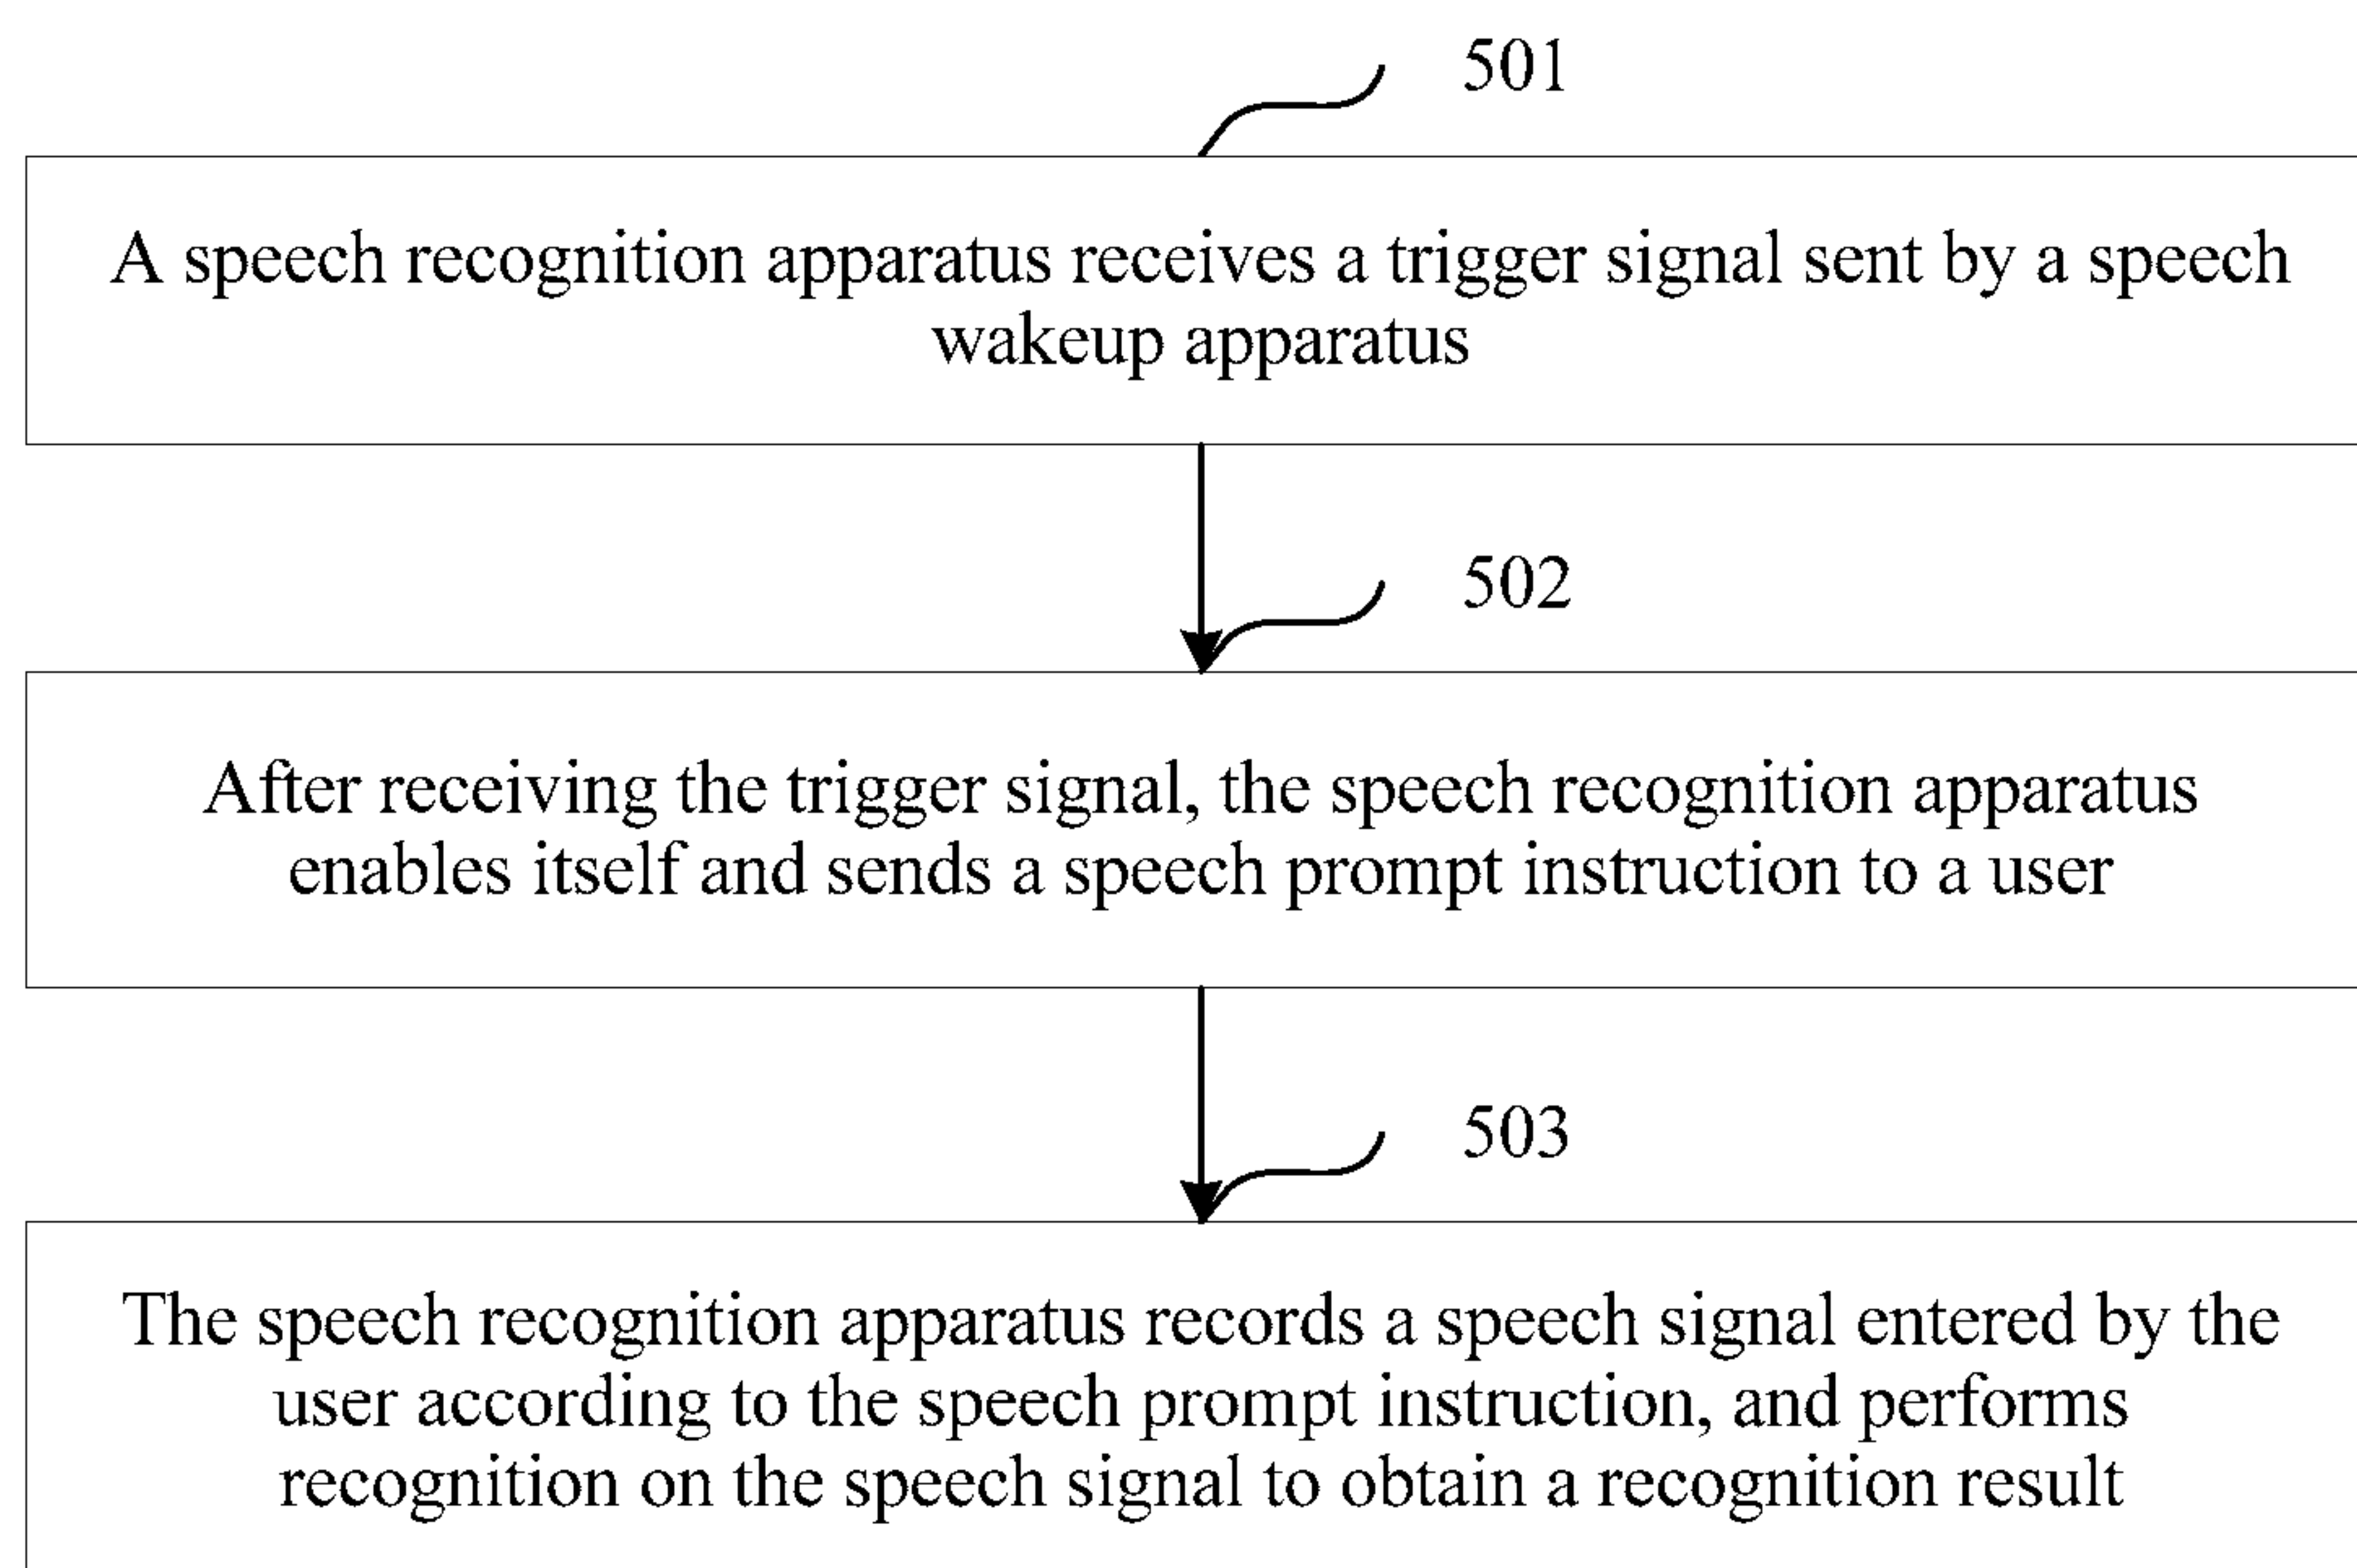 501
A speech recognition apparatus receives a trigger signal sent by a speech
wakeup apparatus
502
After receiving the trigger signal, the speech recognition apparatus
enables itself and sends a speech prompt instruction to a user
503
The speech recognition apparatus records a speech signal entered by the
user according to the speech prompt instruction, and performs
recognition on the speech signal to obtain a recognition result